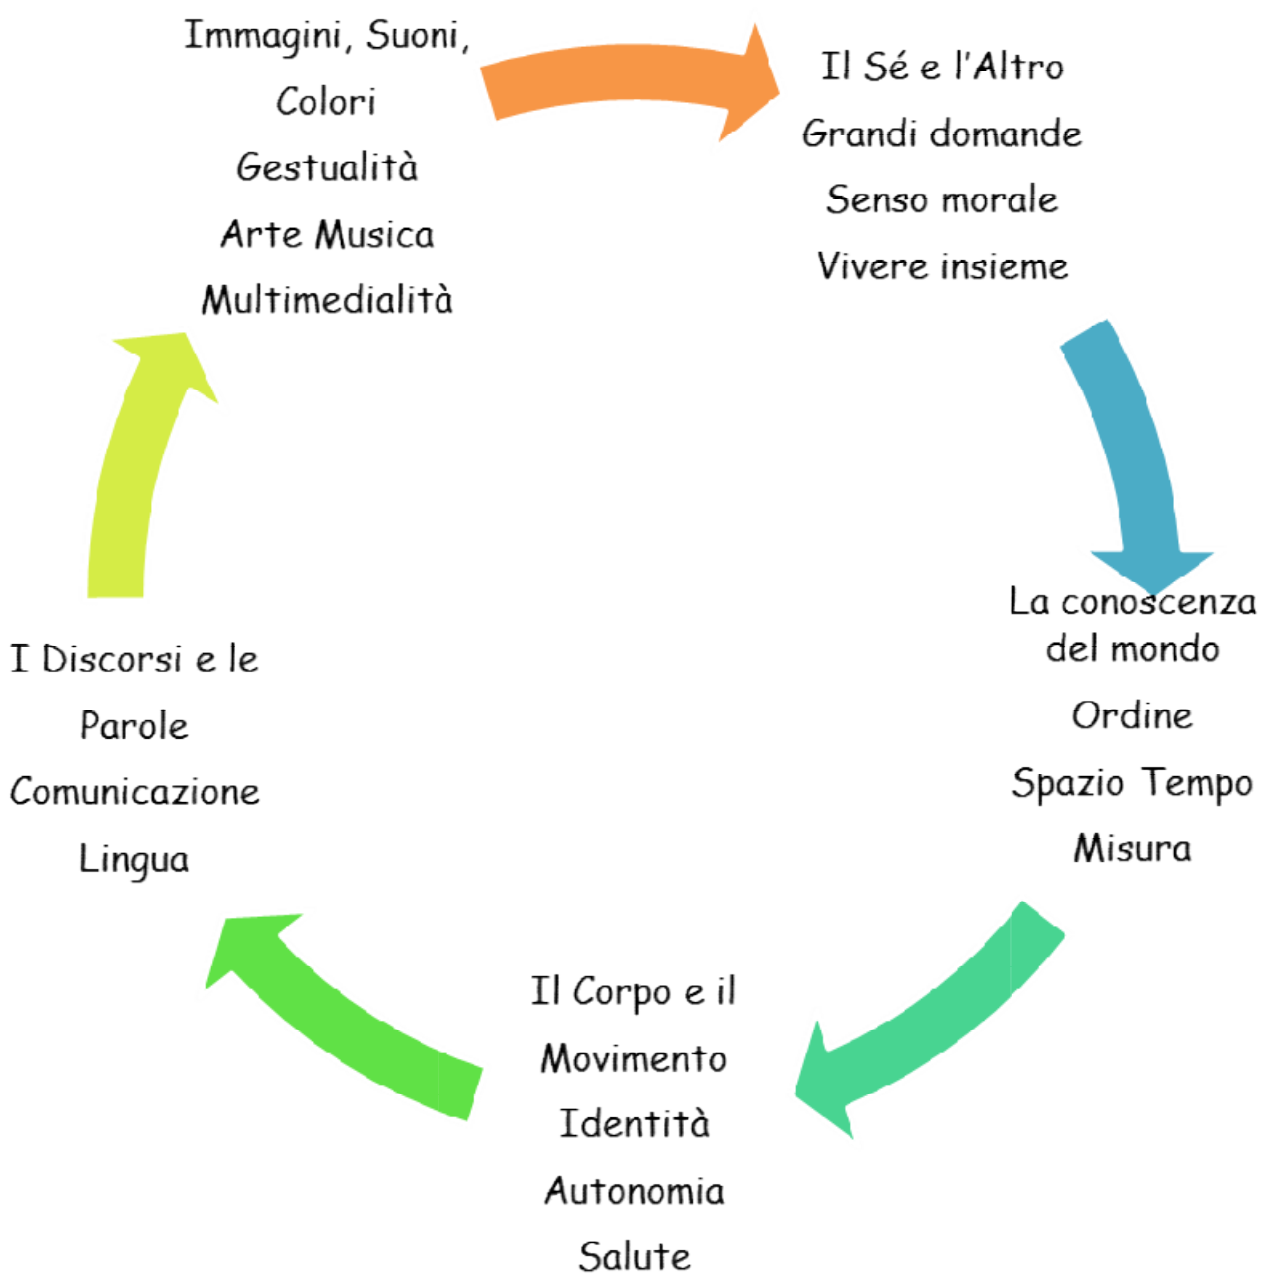 Immagini, Suoni,
Colori
Gestualità
Arte Musica
Multimedialità
Il Sé e l'Altro
Grandi domande
Senso morale
Vivere insieme
La conoscenza
del mondo
Ordine
Spazio Tempo
Misura
Il Corpo e il
Movimento
Identità
Autonomia
Salute
I Discorsi e le
Parole
Comunicazione
Lingua